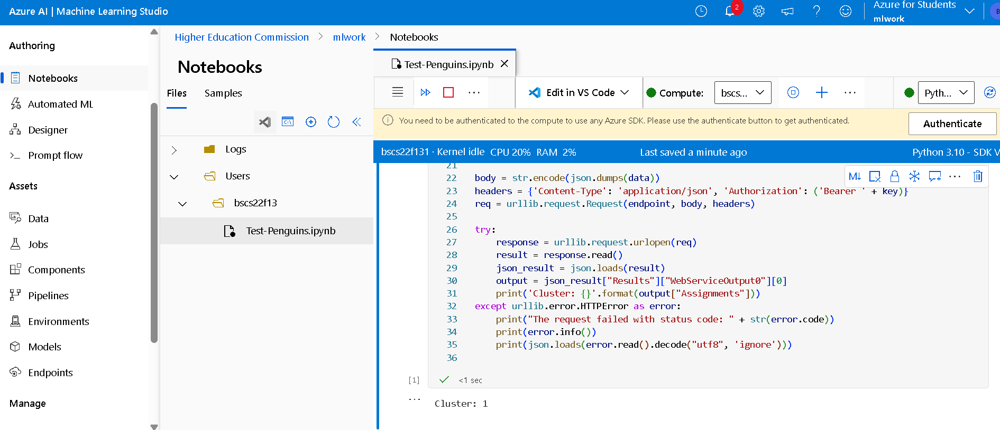 Azure AI | Machine Learning Studio
2
Azure for Students
mlwork
B
Authoring
Notebooks
Automated ML
Designer
Prompt flow
Assets
Data
Jobs
Components
Pipelines
Environments
Models
Endpoints
Manage
Higher Education Commission > mlwork > Notebooks
Notebooks
Files Samples
Logs
Users
bscs22f13
Test-Penguins.ipynb
Test-Penguins.ipynb
Edit in VS Code
Compute: bscs...
Pyth...
You need to be authenticated to the compute to use any Azure SDK. Please use the authenticate button to get authenticated.
Authenticate
bscs22f131 · Kernel idle CPU 20% RAM 2% Last saved a minute ago Python 3.10 - SDK V
21
22 body = str.encode(json.dumps(data))
23 headers = {'Content-Type': 'application/json', 'Authorization': ('Bearer ' + key)}
24 req = urllib.request.Request(endpoint, body, headers)
25
26 try:
27 response = urllib.request.urlopen(req)
28 result = response.read()
29 json_result = json.loads(result)
30 output = json_result["Results"]["WebServiceOutput0"][0]
31 print('Cluster: {}'.format(output["Assignments"]))
32 except urllib.error.HTTPError as error:
33 print("The request failed with status code: " + str(error.code))
34 print(error.info())
35 print(json.loads(error.read().decode("utf8", 'ignore')))
36
[1] <1 sec
Cluster: 1